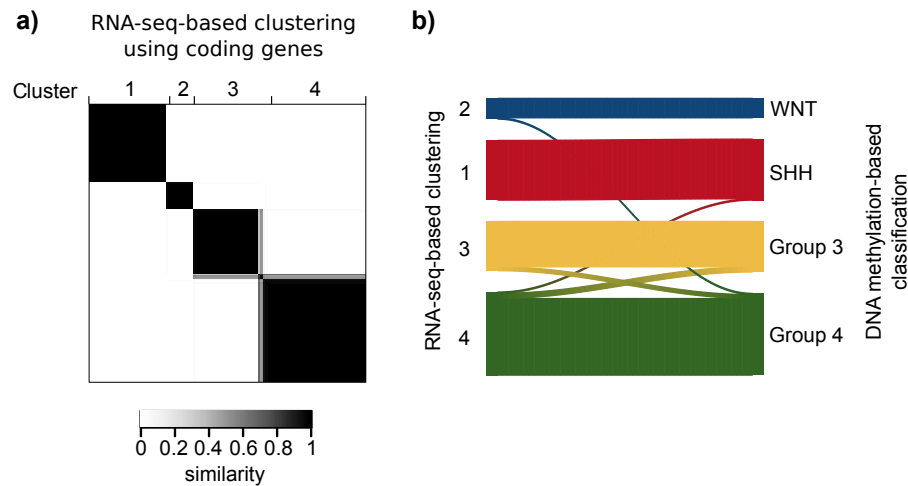 a)
RNA-seq-based clustering
using coding genes
Cluster
1 2 3 4
0 0.2 0.4 0.6 0.8 1
similarity
b)
RNA-seq-based clustering
2
1
3
4
WNT
SHH
Group 3
Group 4
DNA methylation-based
classification